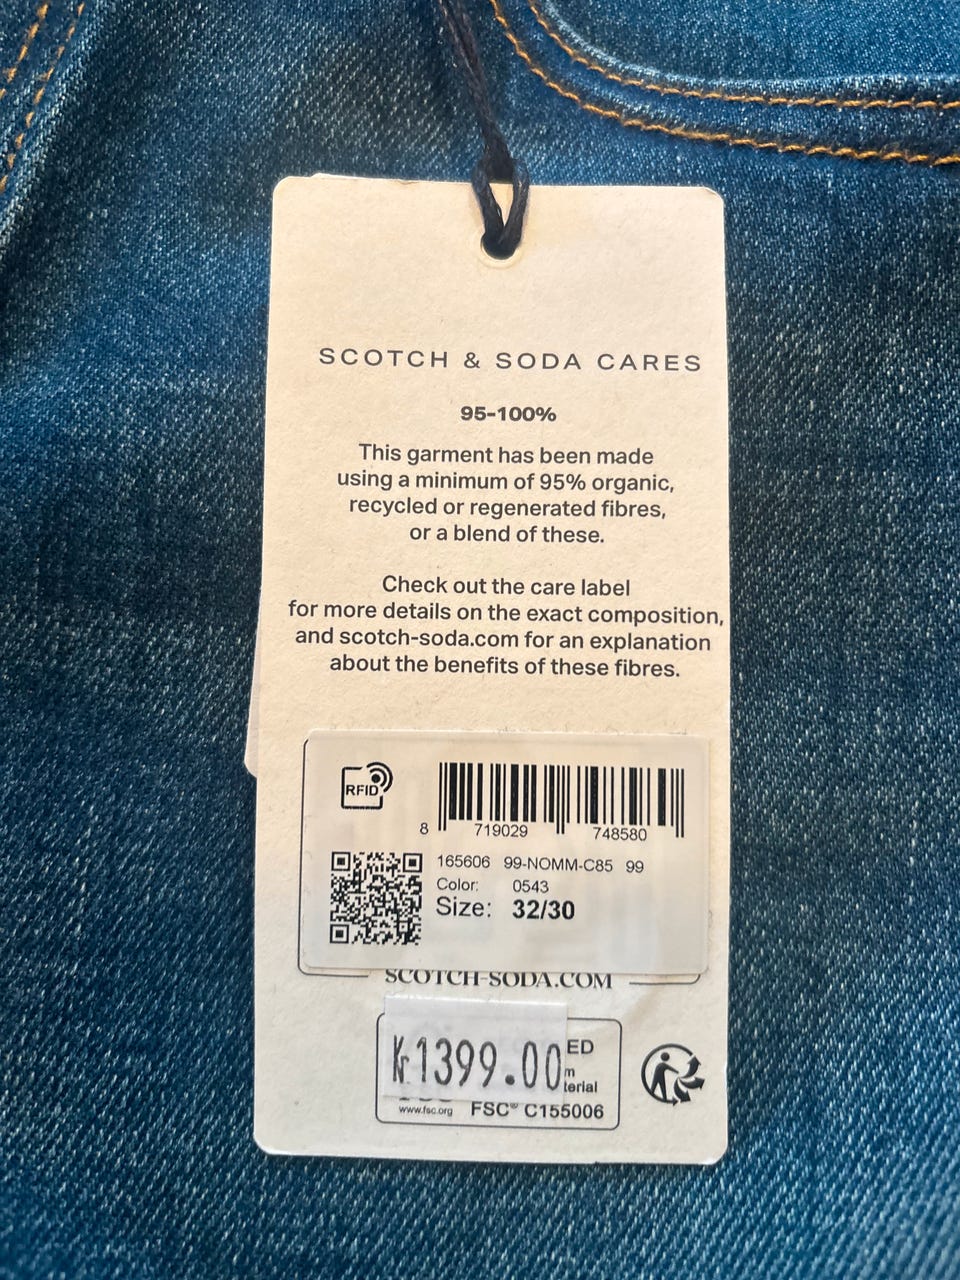 SCOTCH & SODA CARES
95-100%
This garment has been made
using a minimum of 95% organic,
recycled or regenerated fibres,
or a blend of these.
Check out the care label
for more details on the exact composition,
and scotch-soda.com for an explanation
about the benefits of these fibres.
RFID
8 719029 748580
165606 99-NOMM-C85 99
Color: 0543
Size: 32/30
SCOTCH-SODA.COM
Kr1399.00
www.fsc.org FSC® C155006